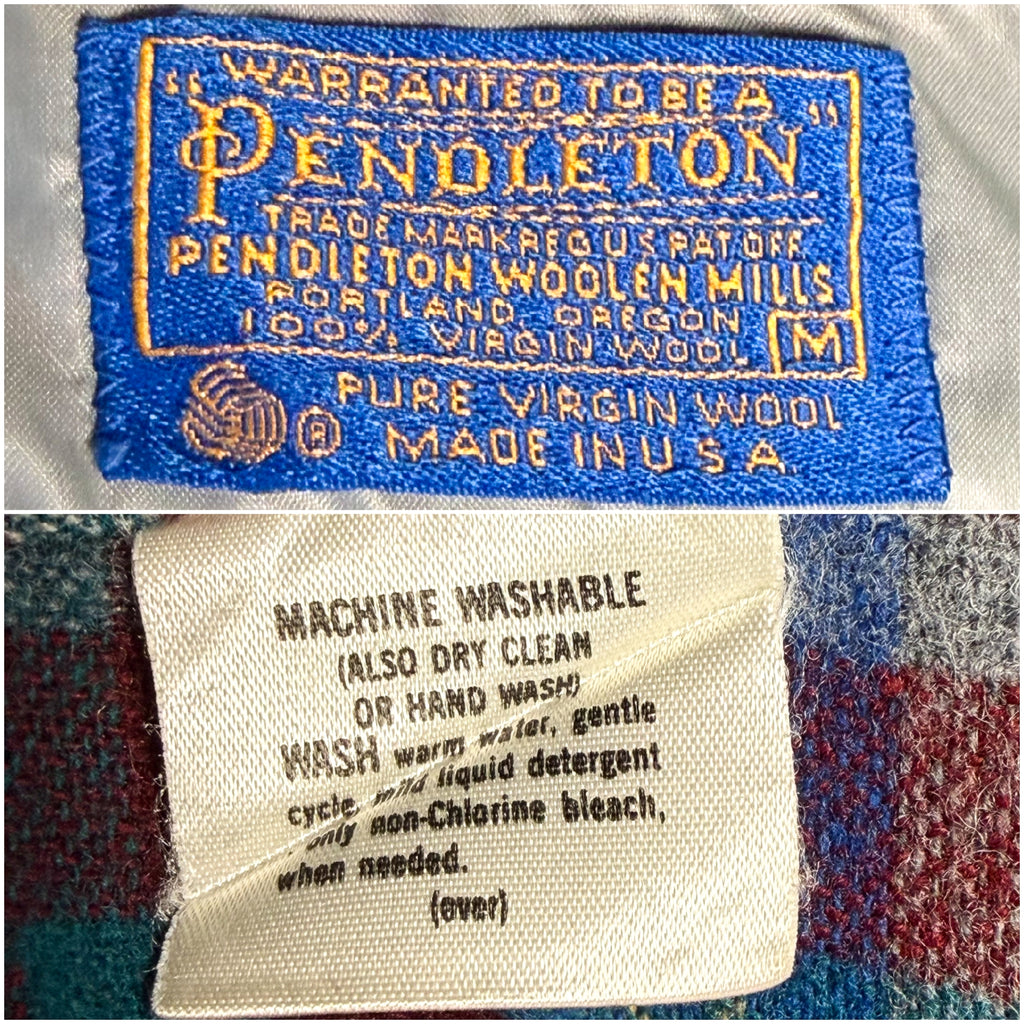 "WARRANTED TO BE A
PENDLETON"
TRADE MARK REG US PAT OFF
PENDLETON WOOLEN MILLS
PORTLAND, OREGON
100% VIRGIN WOOL M
PURE VIRGIN WOOL
® MADE IN U S A
MACHINE WASHABLE
(ALSO DRY CLEAN
OR HAND WASH)
WASH warm water, gentle
cycle, mild liquid detergent
only non-Chlorine bleach,
when needed.
(over)